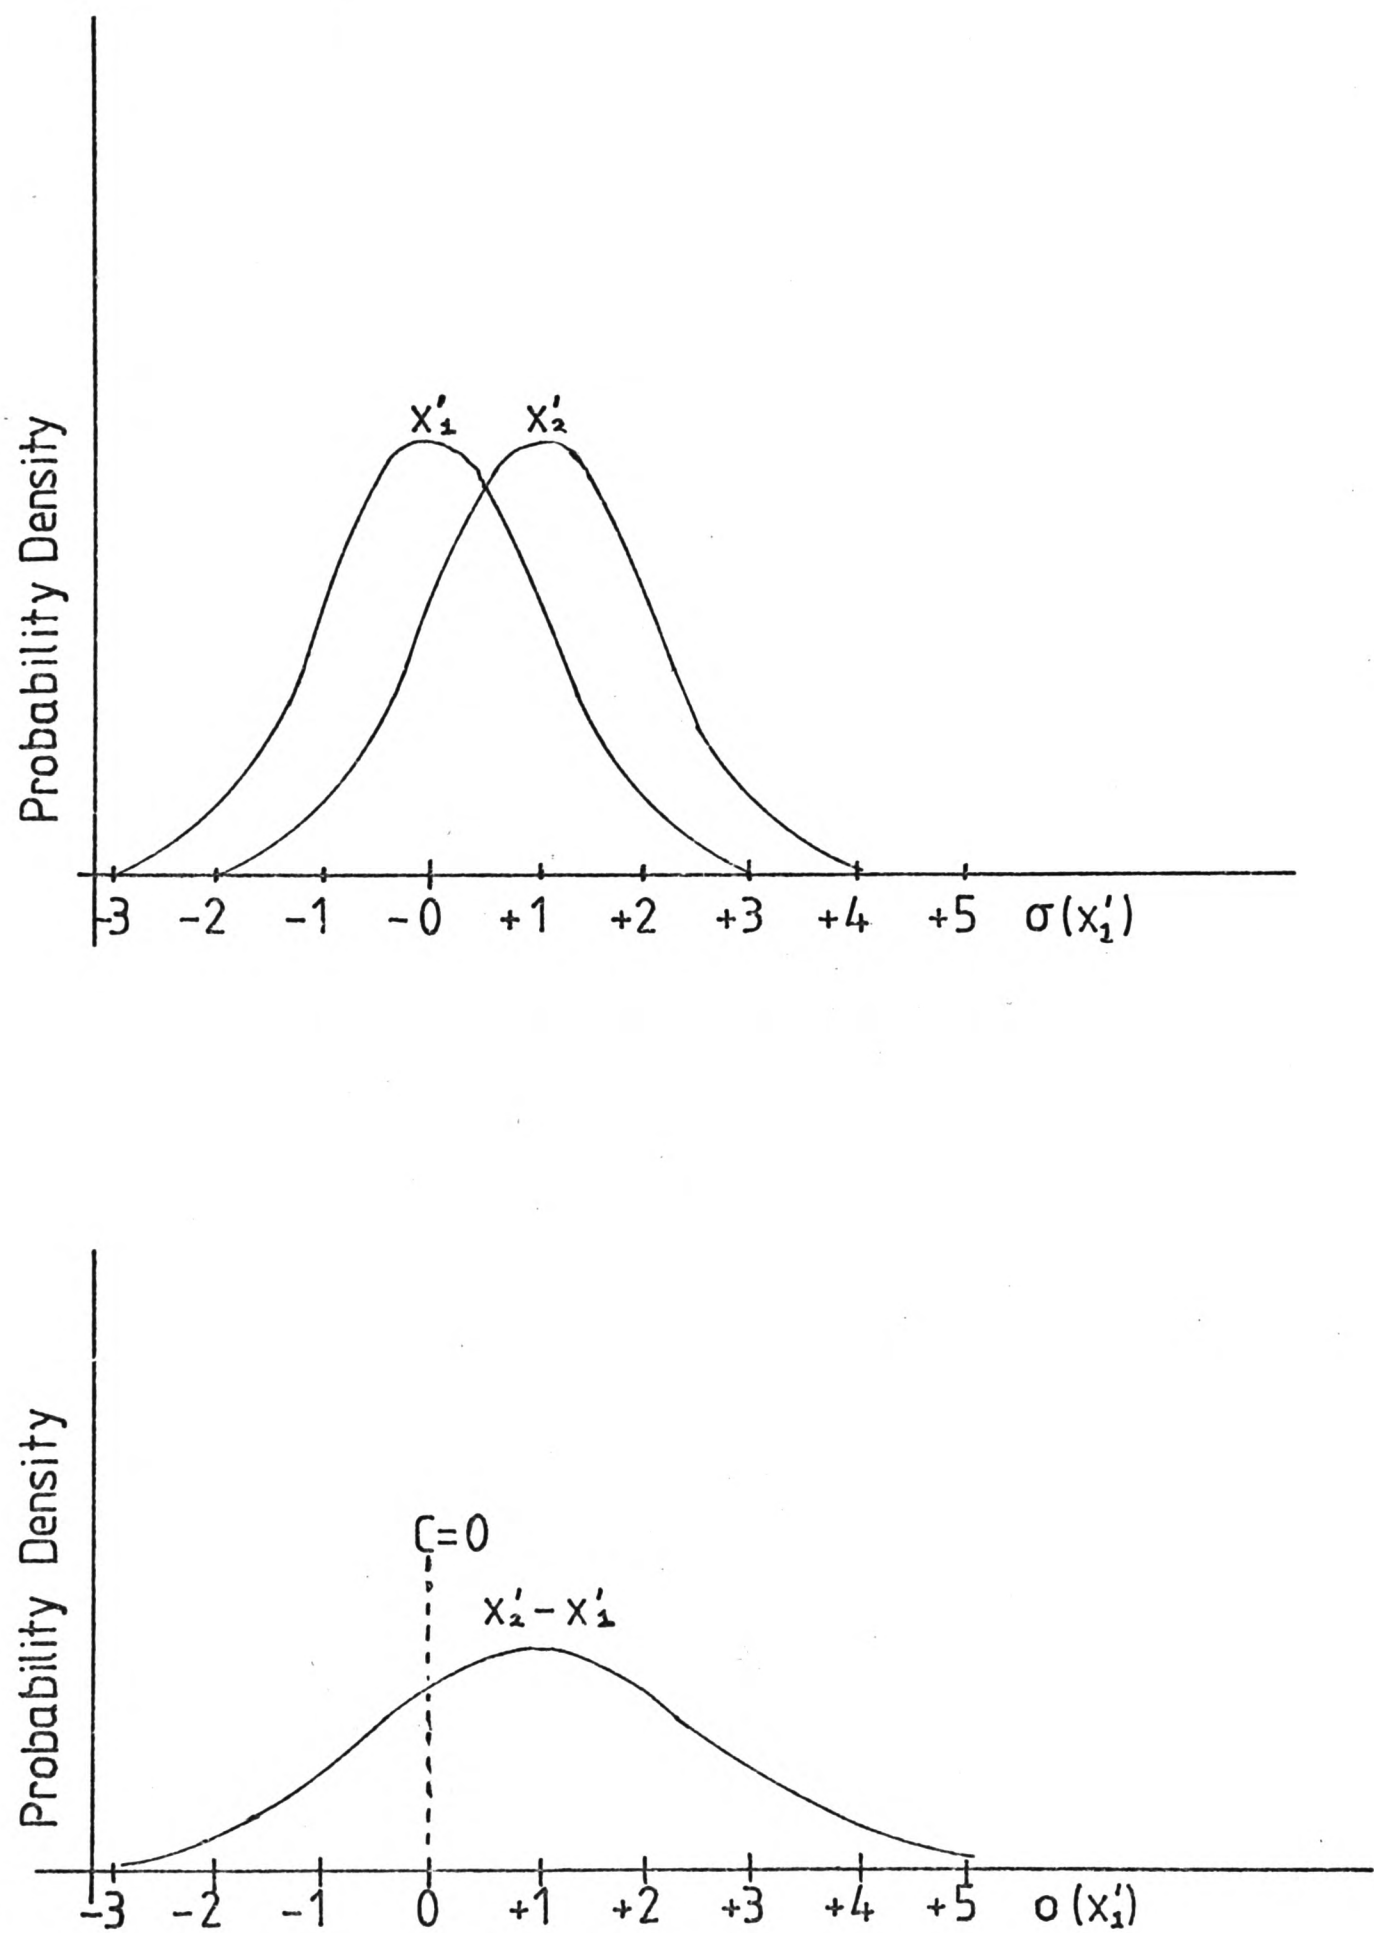 Probability Density
X'₁ X'₂
-3 -2 -1 -0 +1 +2 +3 +4 +5 σ(X'₁)
Probability Density
C=0
X'₂-X'₁
-3 -2 -1 0 +1 +2 +3 +4 +5 o(X'₁)